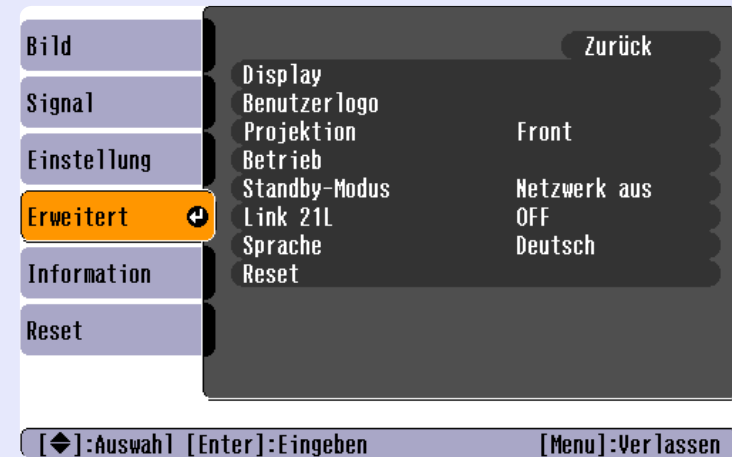 Bild
Signal
Einstellung
Erweitert
Information
Reset
Zurück
Display
Benutzerlogo
Projektion Front
Betrieb
Standby-Modus Netzwerk aus
Link 21L OFF
Sprache Deutsch
Reset
[◆]:Auswahl [Enter]:Eingeben [Menu]:Verlassen